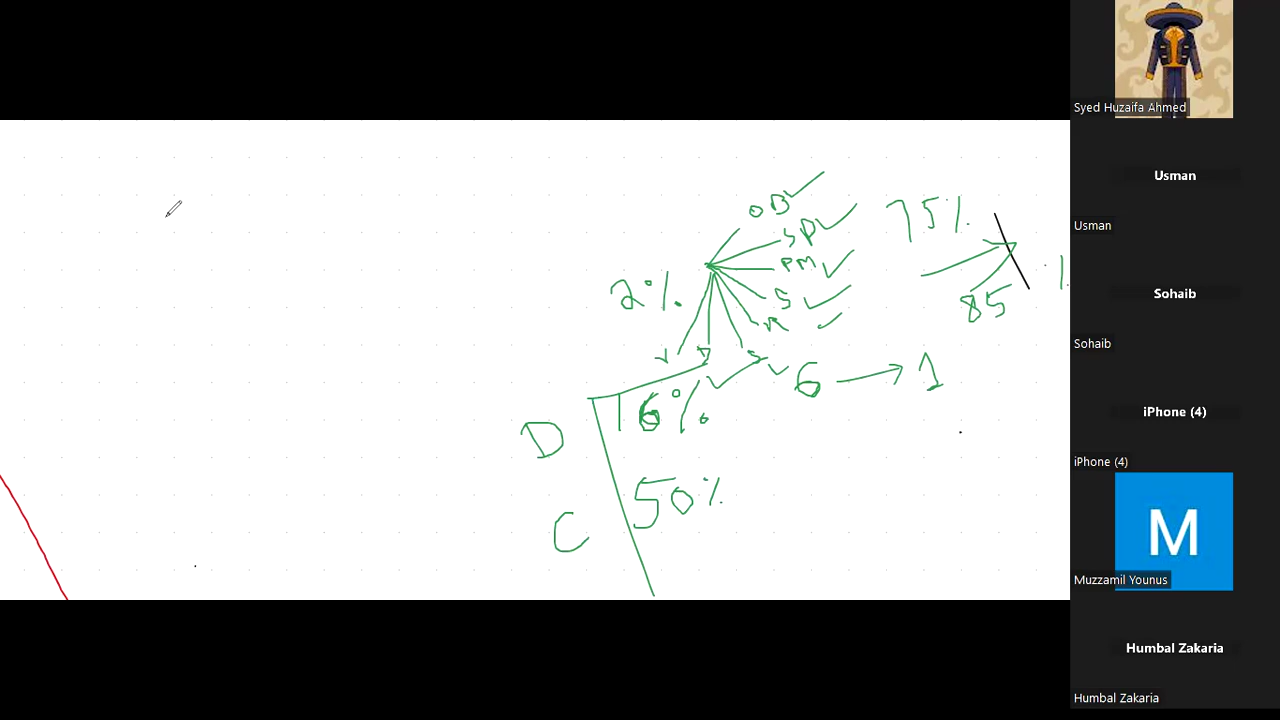 OB
SP
75%
PM
2%
S
R
85
6 → 1
16%
D
50%
C
Syed Huzaifa Ahmed
Usman
Usman
Sohaib
Sohaib
iPhone (4)
iPhone (4)
M
Muzzamil Younus
Humbal Zakaria
Humbal Zakaria